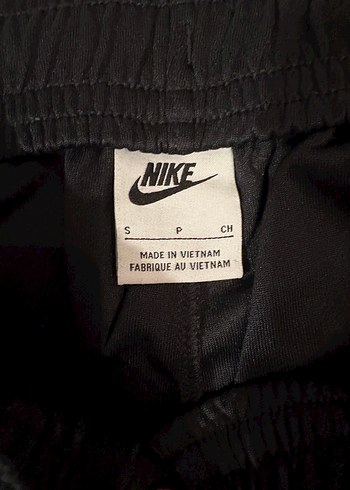 NIKE
S P CH
MADE IN VIETNAM
FABRIQUE AU VIETNAM